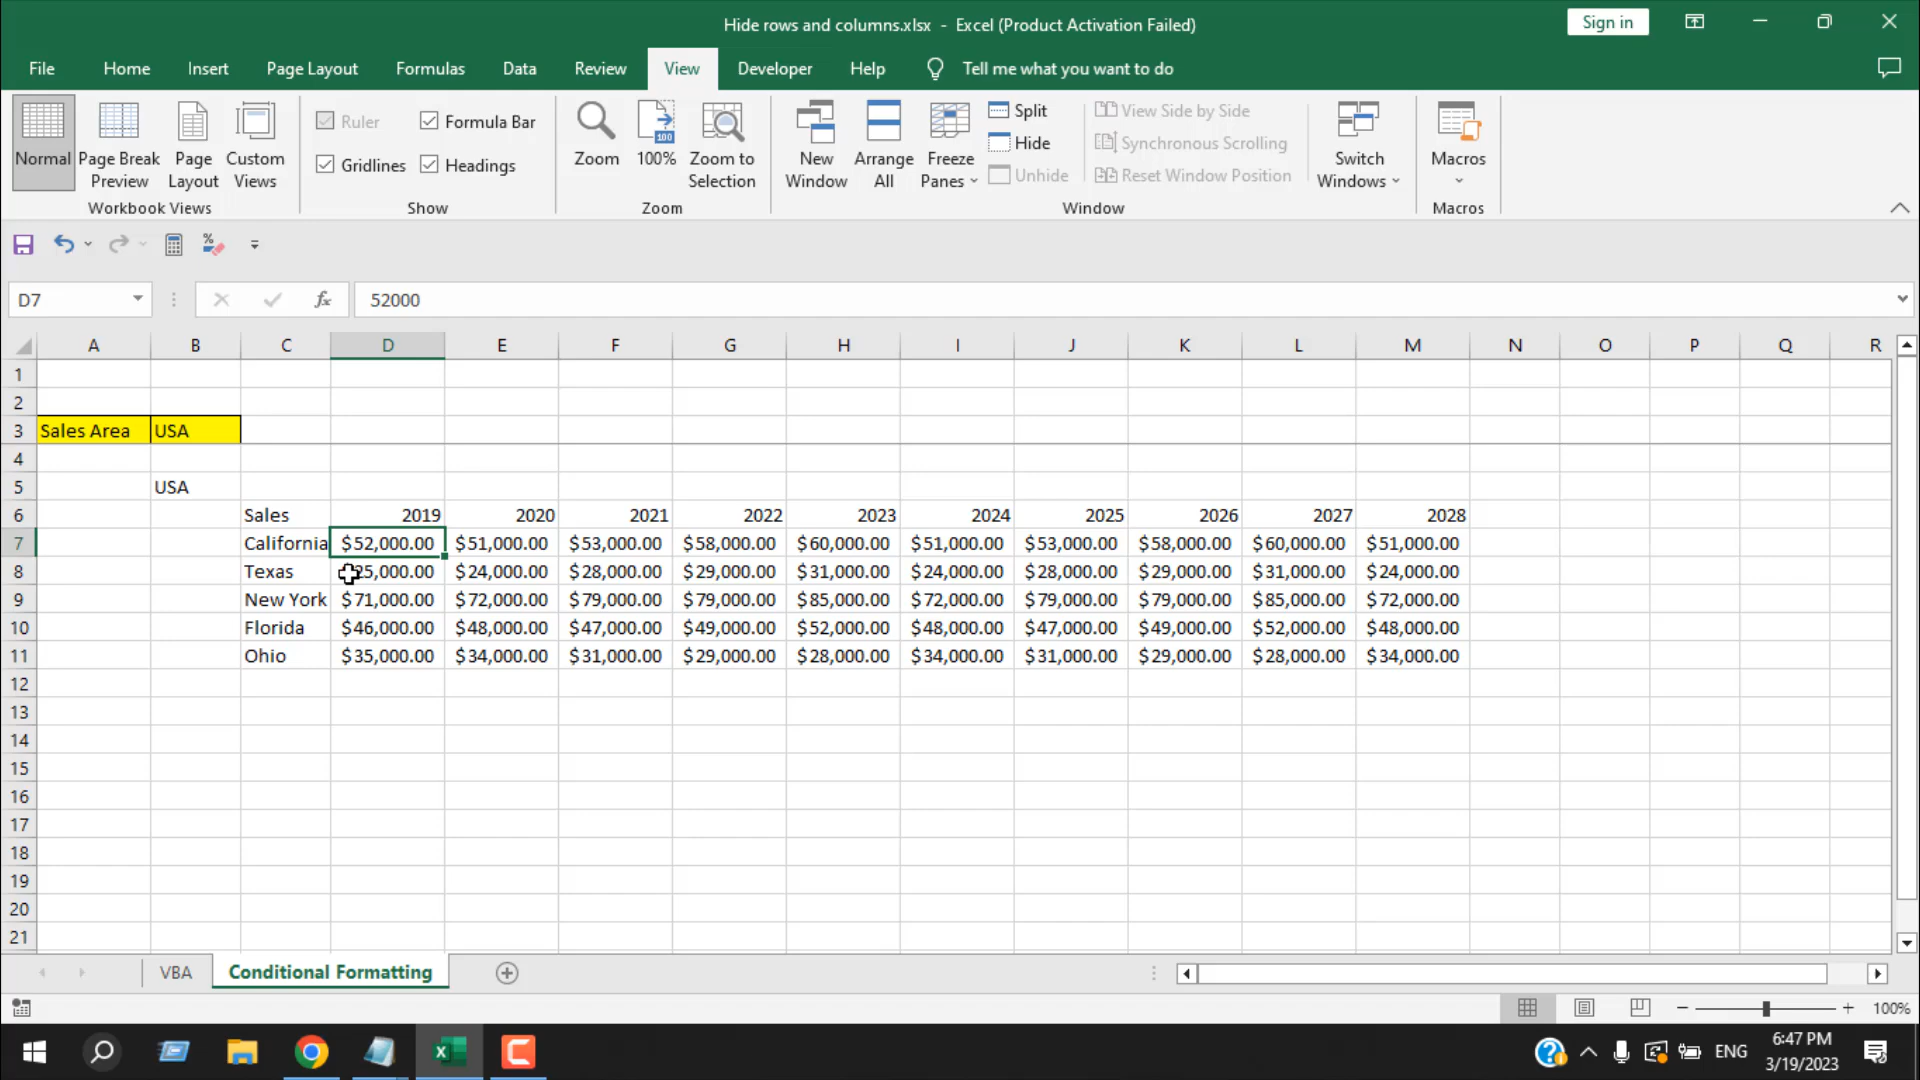 Hide rows and columns.xlsx - Excel (Product Activation Failed)
Sign in
File Home Insert Page Layout Formulas Data Review View Developer Help Tell me what you want to do
Normal
Page Break Preview
Page Layout
Custom Views
Workbook Views
Ruler
Formula Bar
Gridlines
Headings
Show
Zoom
100
100%
Zoom to Selection
Zoom
New Window
Arrange All
Freeze Panes
Split
Hide
Unhide
View Side by Side
Synchronous Scrolling
Reset Window Position
Window
Switch Windows
Macros
Macros
D7 fx 52000
A B C D E F G H I J K L M N O P Q R
1
2
3 Sales Area USA
4
5 USA
6 Sales 2019 2020 2021 2022 2023 2024 2025 2026 2027 2028
7 California $52,000.00 $51,000.00 $53,000.00 $58,000.00 $60,000.00 $51,000.00 $53,000.00 $58,000.00 $60,000.00 $51,000.00
8 Texas 25,000.00 $24,000.00 $28,000.00 $29,000.00 $31,000.00 $24,000.00 $28,000.00 $29,000.00 $31,000.00 $24,000.00
9 New York $71,000.00 $72,000.00 $79,000.00 $79,000.00 $85,000.00 $72,000.00 $79,000.00 $79,000.00 $85,000.00 $72,000.00
10 Florida $46,000.00 $48,000.00 $47,000.00 $49,000.00 $52,000.00 $48,000.00 $47,000.00 $49,000.00 $52,000.00 $48,000.00
11 Ohio $35,000.00 $34,000.00 $31,000.00 $29,000.00 $28,000.00 $34,000.00 $31,000.00 $29,000.00 $28,000.00 $34,000.00
12
13
14
15
16
17
18
19
20
21
VBA Conditional Formatting
100%
ENG 6:47 PM
3/19/2023